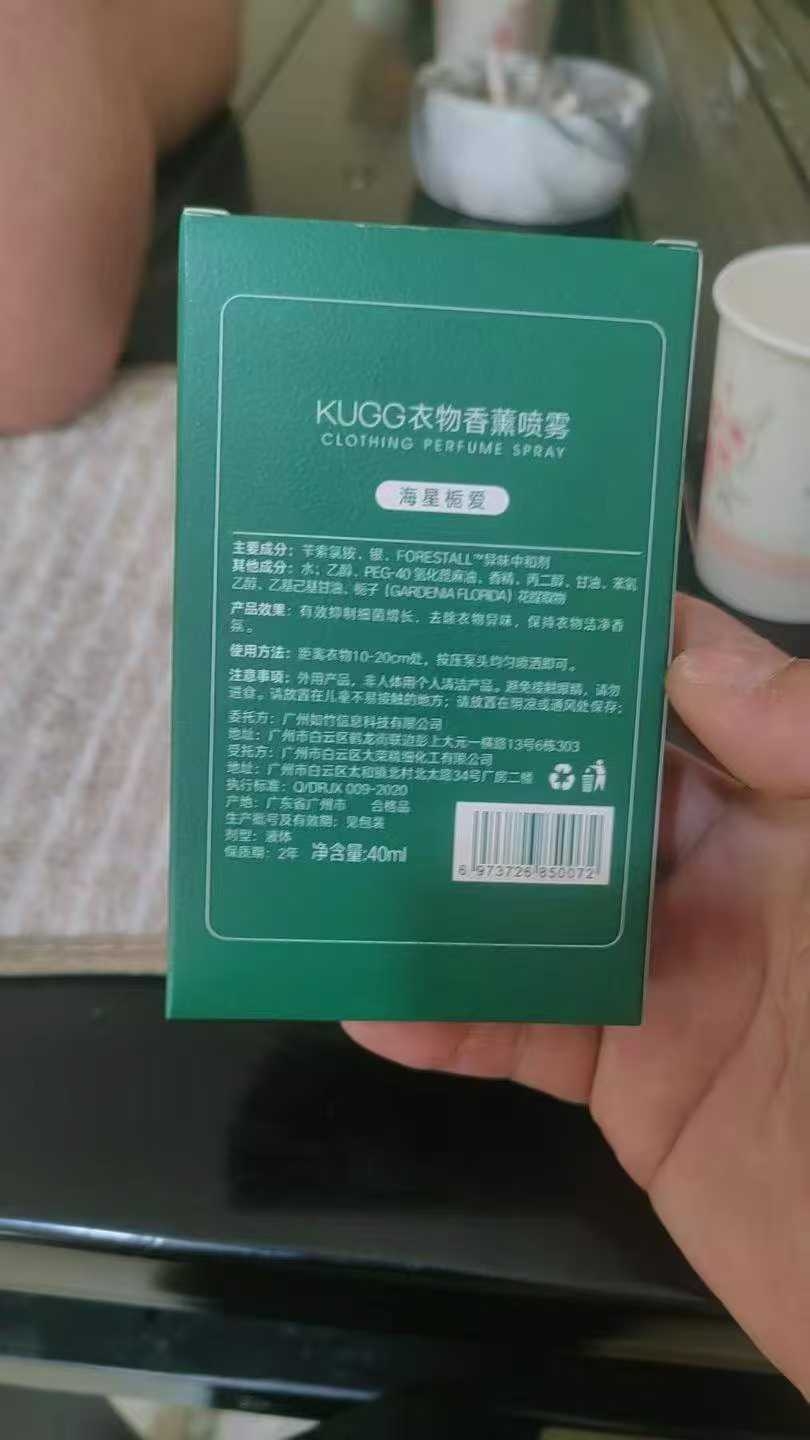 KUGG衣物香薰喷雾
CLOTHING PERFUME SPRAY
海星栀爱
主要成分：苄索氯铵、银、FORESTALL™异味中和剂
其他成分：水、乙醇、PEG-40 氢化蓖麻油、香精、丙二醇、甘油、苯氧
乙醇、乙基己基甘油、栀子（GARDENIA FLORIDA）花提取物
产品效果：有效抑制细菌增长，去除衣物异味，保持衣物洁净香
氛。
使用方法：距离衣物10-20cm处，按压泵头均匀喷洒即可。
注意事项：外用产品，非人体用个人清洁产品。避免接触眼睛，请勿
进食。请放置在儿童不易接触的地方；请放置在阴凉或通风处保存；
委托方：广州如竹信息科技有限公司
地址：广州市白云区鹤龙街联边彭上大元一横路13号6栋303
受托方：广州市白云区大荣精细化工有限公司
地址：广州市白云区太和镇北村北太路34号厂房二楼
执行标准：Q/DRJX 009-2020
产地：广东省广州市 合格品
生产批号及有效期：见包装
剂型：液体
保质期：2年 净含量:40ml
6 973726 850072